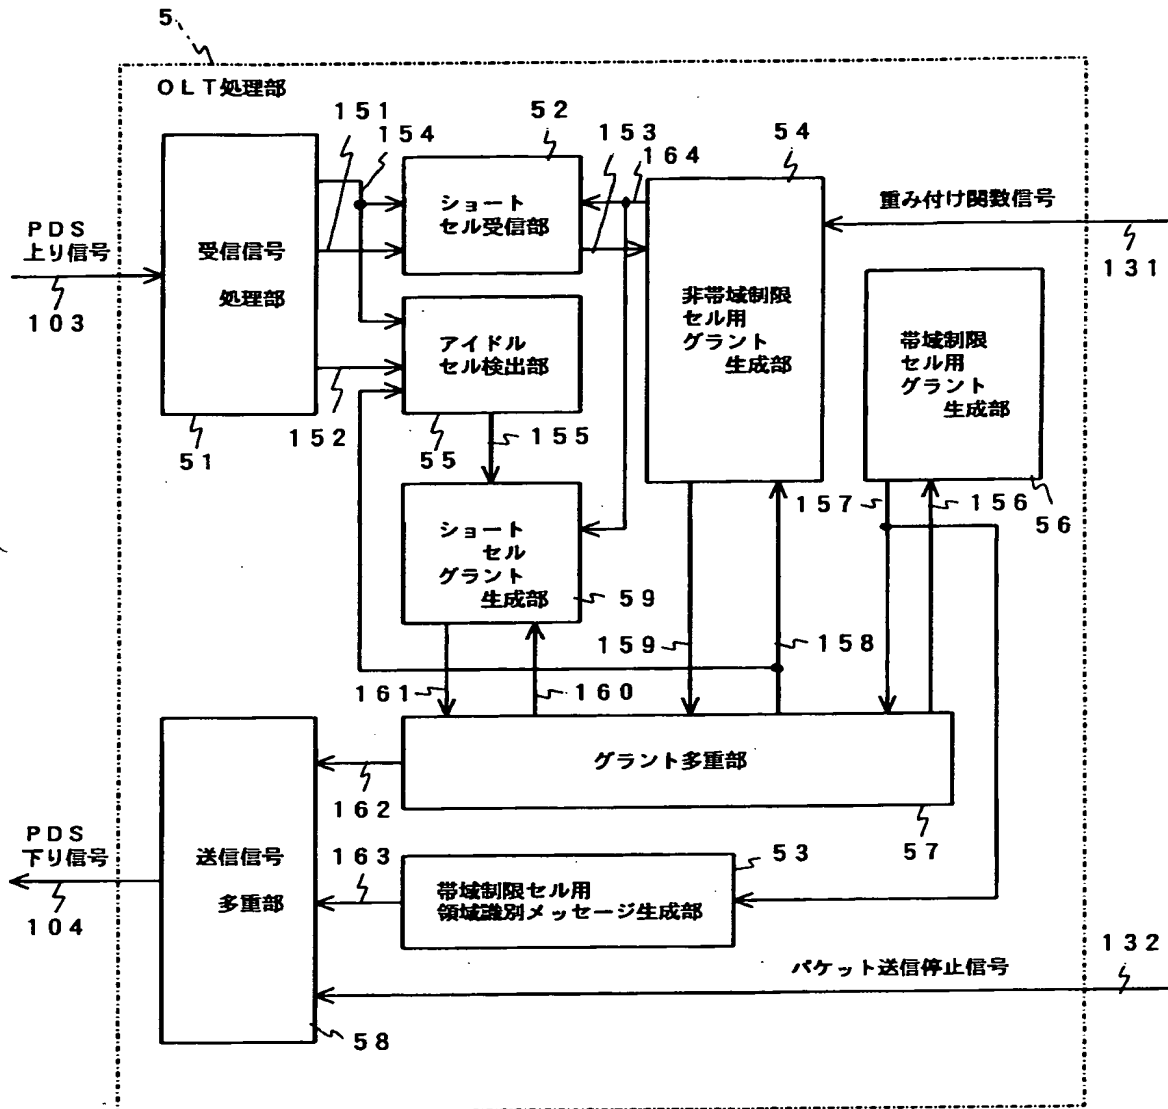 5
OLT処理部
151
154
52
153
164
54
ショート
セル受信部
重み付け関数信号
131
PDS
上り信号
103
受信信号
処理部
51
152
アイドル
セル検出部
55
155
非帯域制限
セル用
グラント
生成部
帯域制限
セル用
グラント
生成部
157
156
56
ショート
セル
グラント
生成部
59
159
158
161
160
グラント多重部
57
162
PDS
下り信号
104
送信信号
多重部
58
163
53
帯域制限セル用
領域識別メッセージ生成部
パケット送信停止信号
132